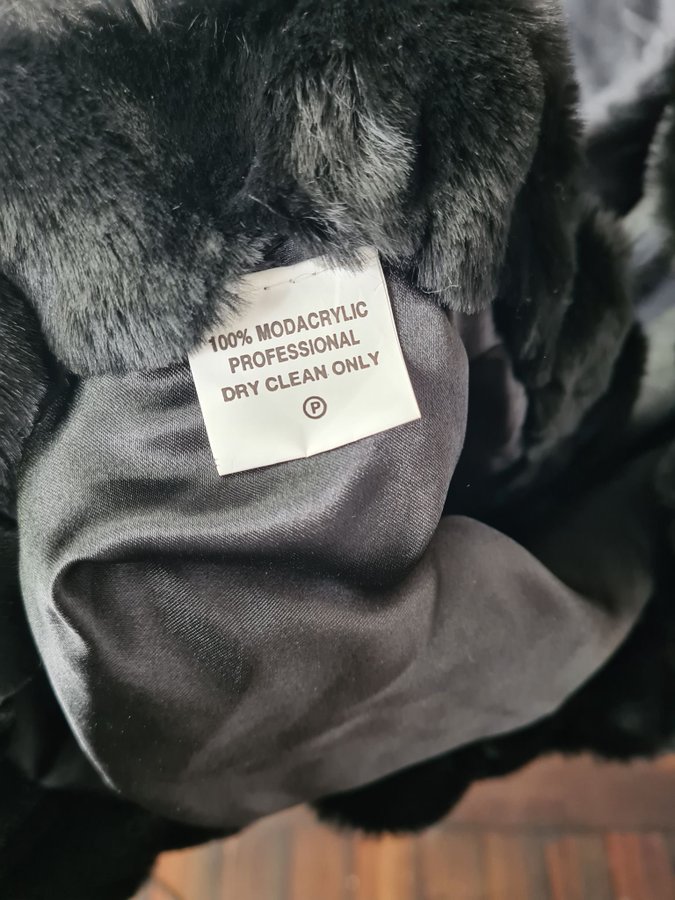 100% MODACRYLIC
PROFESSIONAL
DRY CLEAN ONLY
P